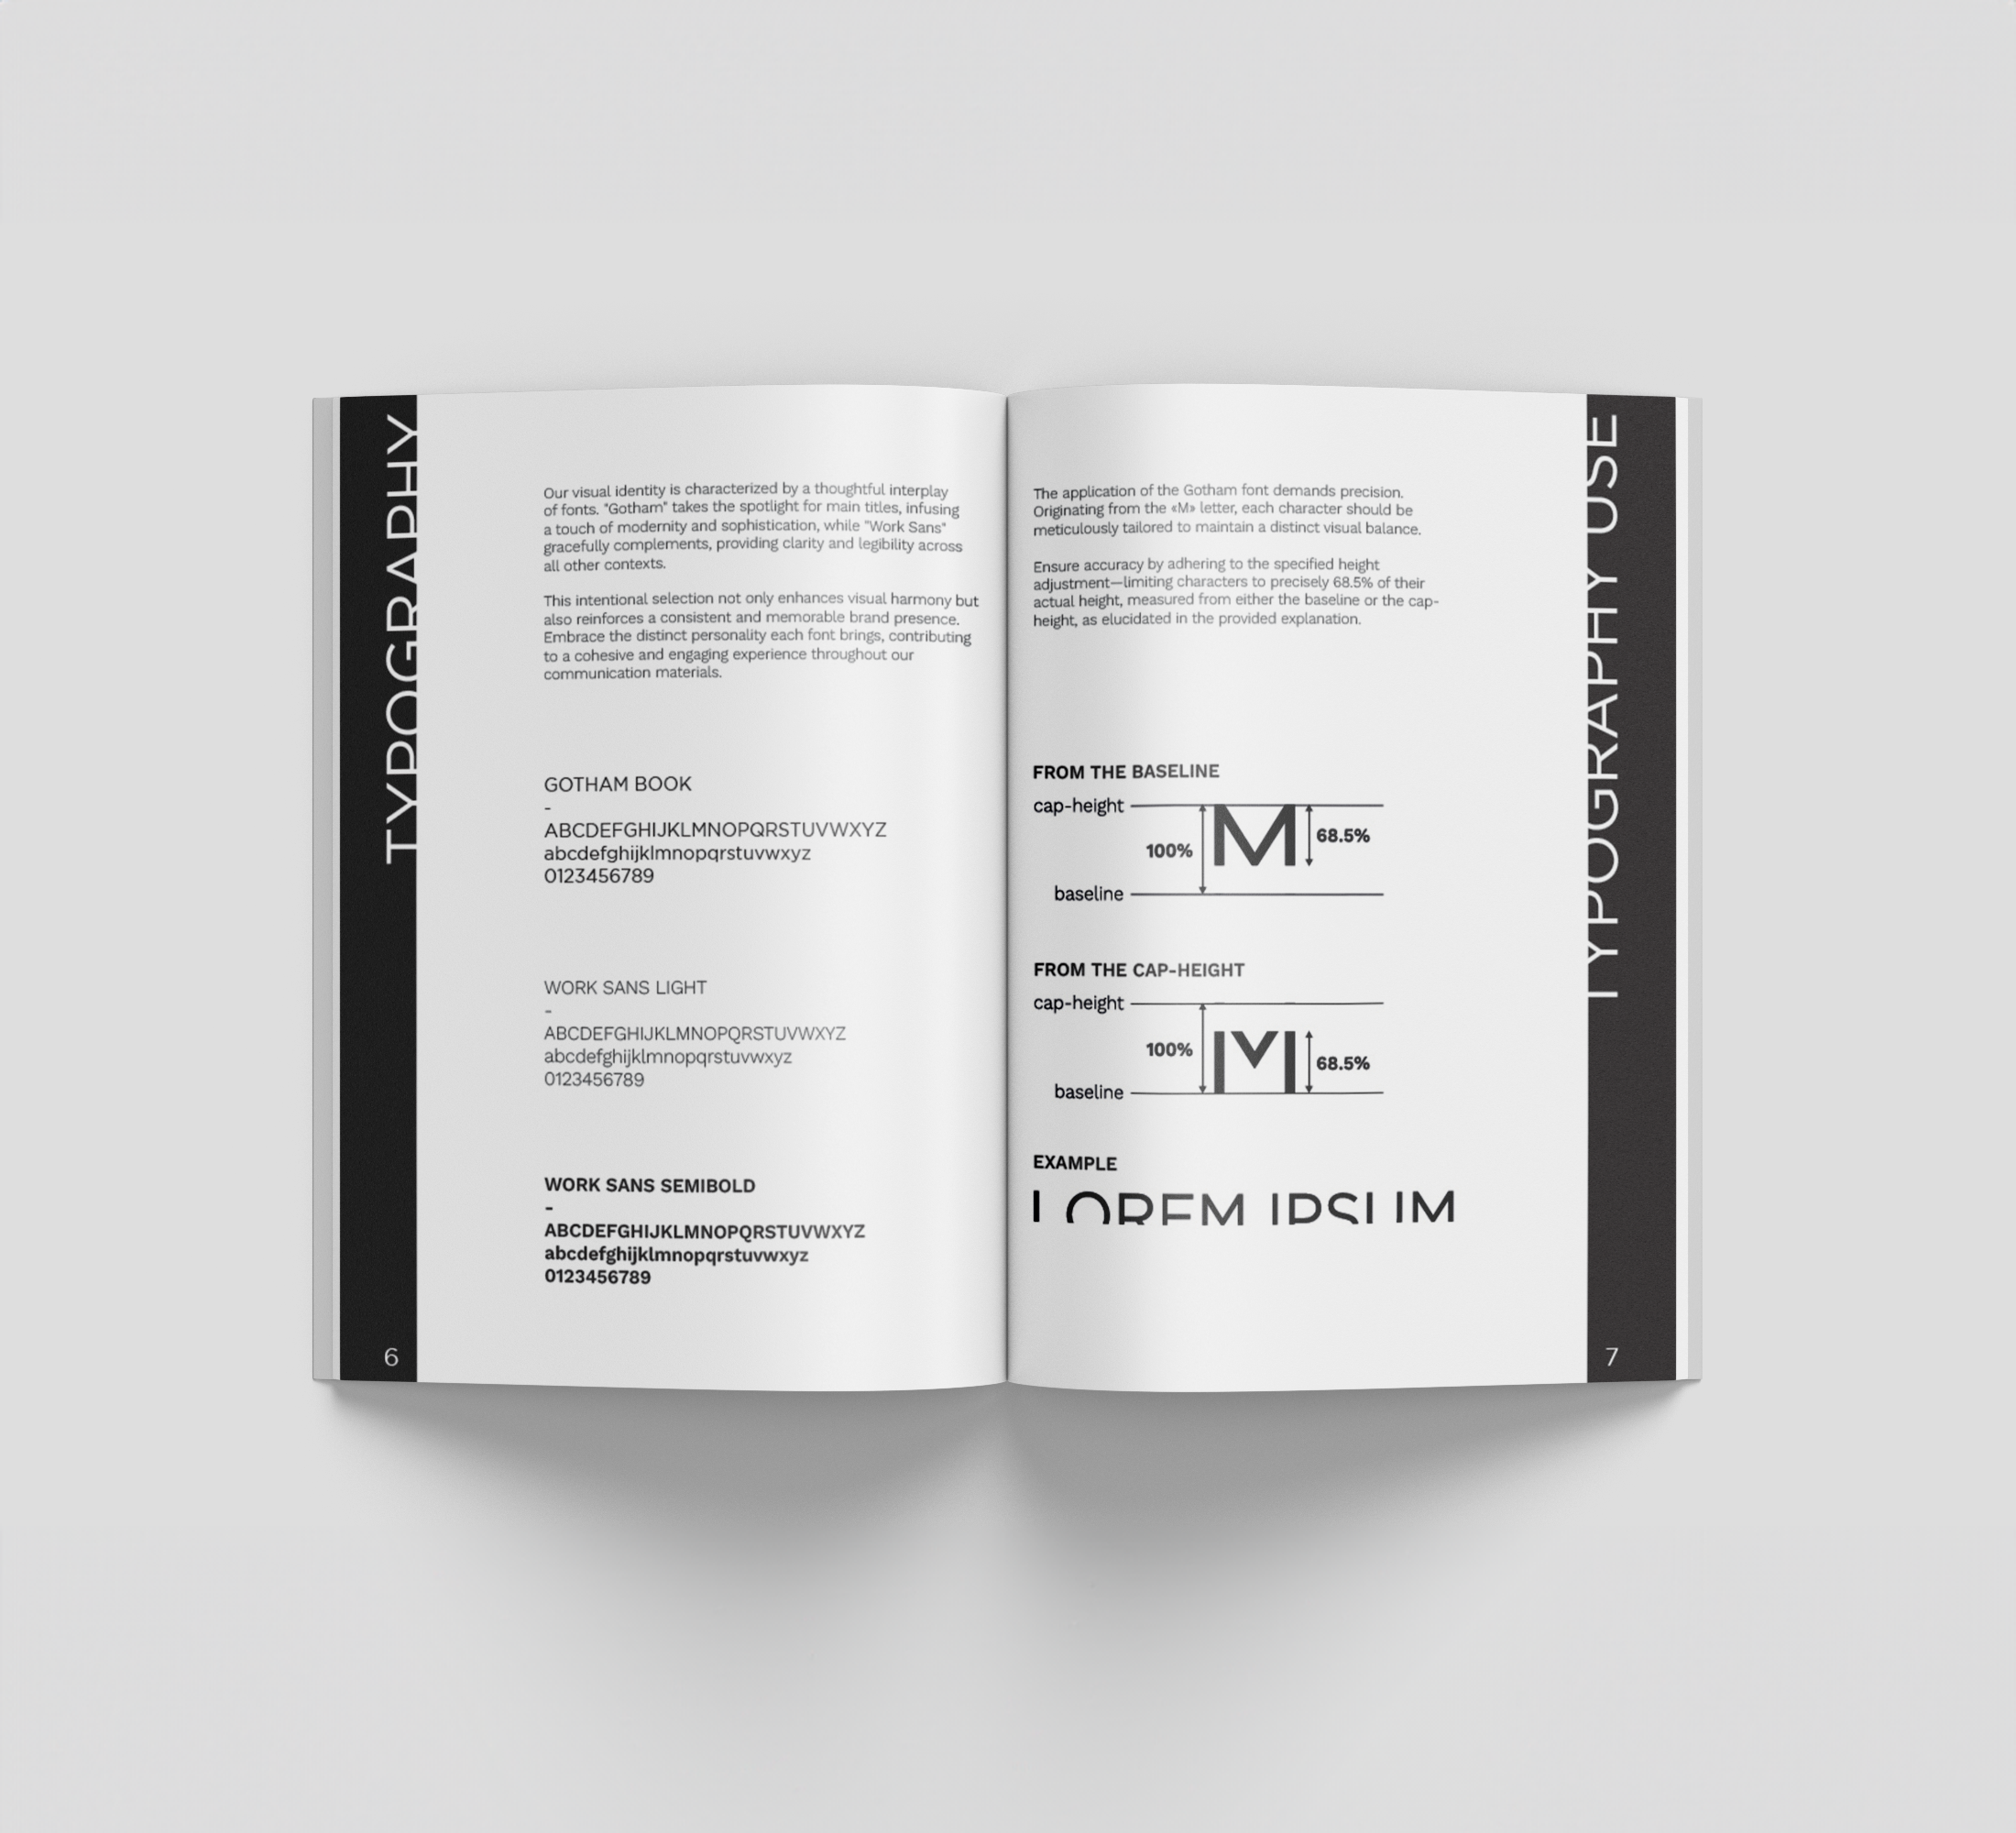 TYPOGRAPHY
Our visual identity is characterized by a thoughtful interplay
of fonts. "Gotham" takes the spotlight for main titles, infusing
a touch of modernity and sophistication, while "Work Sans"
gracefully complements, providing clarity and legibility across
all other contexts.
This intentional selection not only enhances visual harmony but
also reinforces a consistent and memorable brand presence.
Embrace the distinct personality each font brings, contributing
to a cohesive and engaging experience throughout our
communication materials.
GOTHAM BOOK
-
ABCDEFGHIJKLMNOPQRSTUVWXYZ
abcdefghijklmnopqrstuvwxyz
0123456789
WORK SANS LIGHT
-
ABCDEFGHIJKLMNOPQRSTUVWXYZ
abcdefghijklmnopqrstuvwxyz
0123456789
WORK SANS SEMIBOLD
-
ABCDEFGHIJKLMNOPQRSTUVWXYZ
abcdefghijklmnopqrstuvwxyz
0123456789
6
The application of the Gotham font demands precision.
Originating from the «M» letter, each character should be
meticulously tailored to maintain a distinct visual balance.
Ensure accuracy by adhering to the specified height
adjustment—limiting characters to precisely 68.5% of their
actual height, measured from either the baseline or the cap-
height, as elucidated in the provided explanation.
FROM THE BASELINE
cap-height
100%
M
68.5%
baseline
FROM THE CAP-HEIGHT
cap-height
100%
M
68.5%
baseline
EXAMPLE
LOREM IPSUM
TYPOGRAPHY USE
7